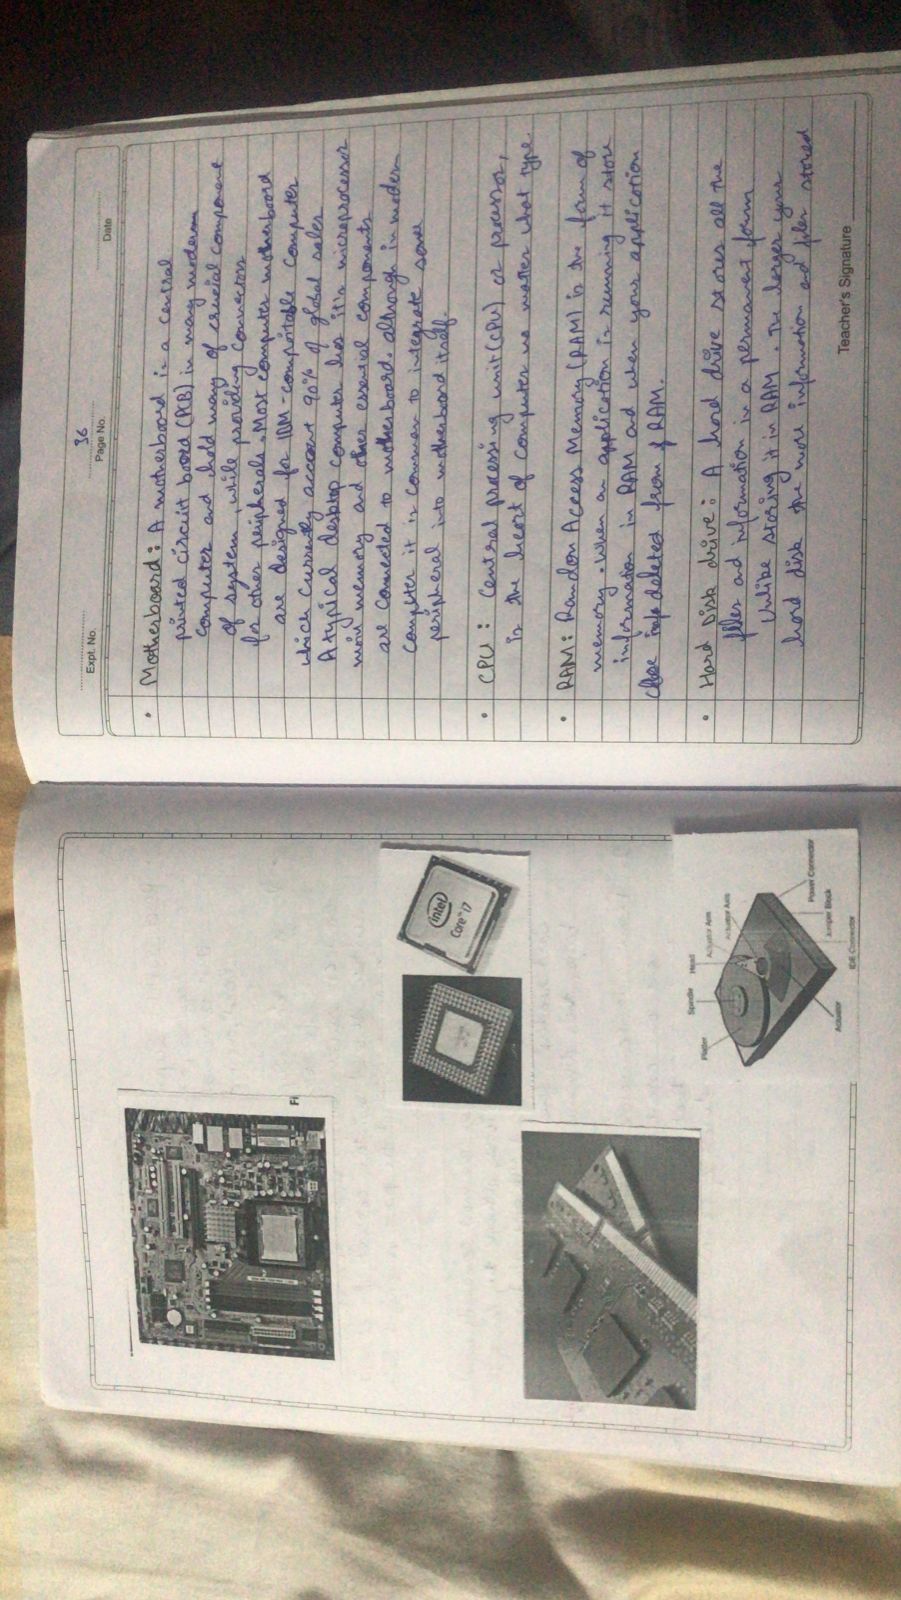 Fi
intel
Core™ i7
Spindle
Head
Platter
Actuator Arm
Actuator Axis
Power Connector
Jumper Block
Actuator
IDE Connector
Expt. No.
36
Page No.
Date
• Motherboard: A motherboard is a central
printed circuit board (PCB) in many modern
computer and hold many of crucial component
of system, while providing connectors
for other peripherals. Most computer motherboard
are designed for IBM-compaitable computer
which currently account 90% of global sales
A typical desktop computer has it's microprocessor
main memory and other essential components
are connected to motherboard. although in modern
computer it is common to integrate some
peripheral into motherboard itself.
• CPU: Central processing unit (CPU) or processor,
is the heart of computer no matter what type.
• RAM: Random Access Memory (RAM) is the form of
memory. When an application is running it store
information in RAM and when your application
close info deleted from RAM.
• Hard Disk drive: A hard drive stores all the
files and information in a permanent form
Unlike storing it in RAM. The larger your
hard disk the more information and files stored
Teacher's Signature